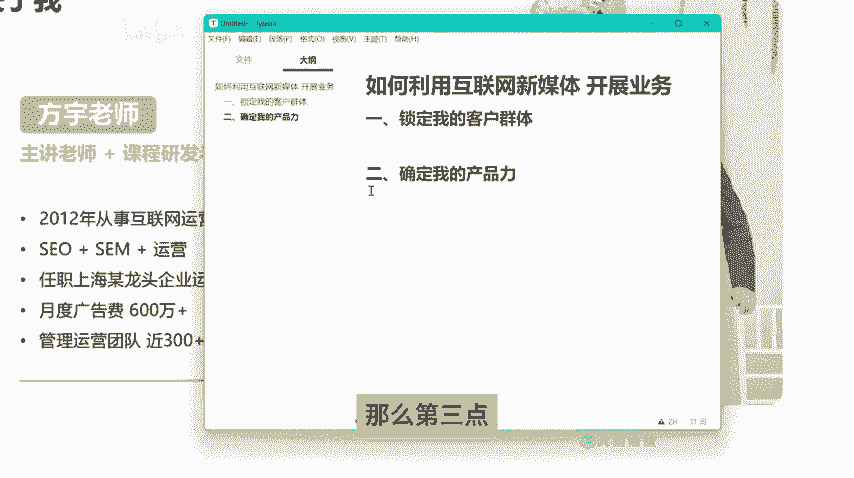 Untitled - Typora
文件(F) 编辑(E) 段落(P) 格式(O) 视图(V) 主题(T) 帮助(H)
文件 大纲
如何利用互联网新媒体 开展业务
一、锁定我的客户群体
二、确定我的产品力
如何利用互联网新媒体 开展业务
一、锁定我的客户群体
二、确定我的产品力
31 词
方宇老师
主讲老师 + 课程研发
• 2012年从事互联网运营
• SEO + SEM + 运营
• 任职上海某龙头企业运
• 月度广告费 600万+
• 管理运营团队 近300+
那么第三点